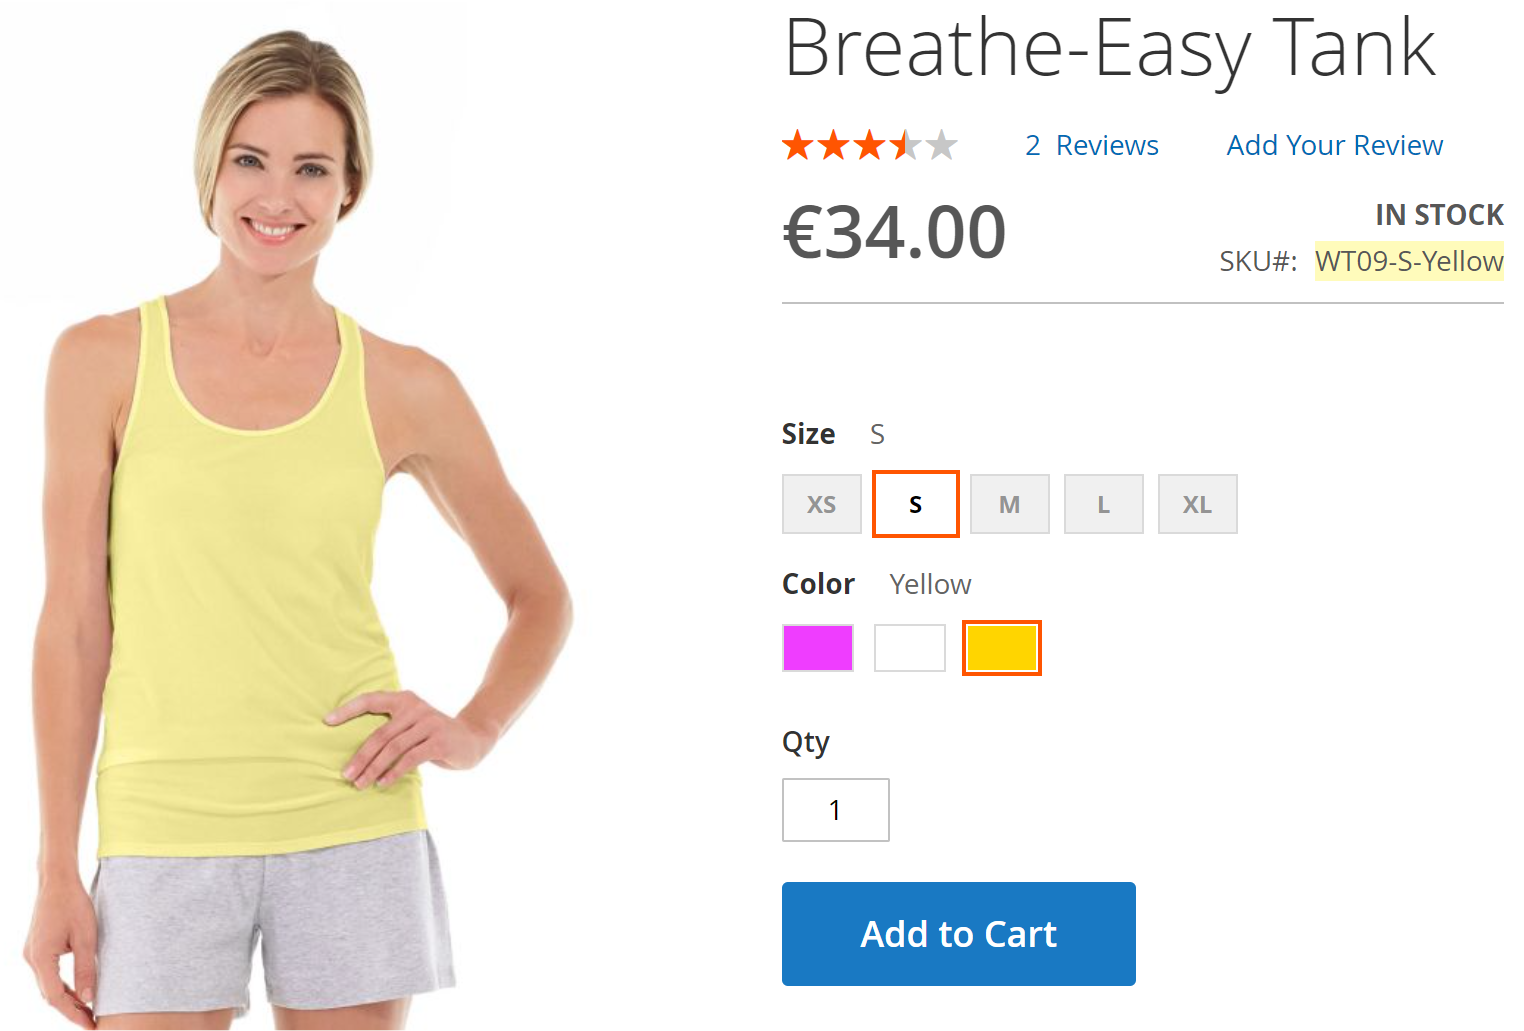 Breathe-Easy Tank
2 Reviews Add Your Review
€34.00
IN STOCK
SKU#: WT09-S-Yellow
Size S
XS S M L XL
Color Yellow
Qty
1
Add to Cart